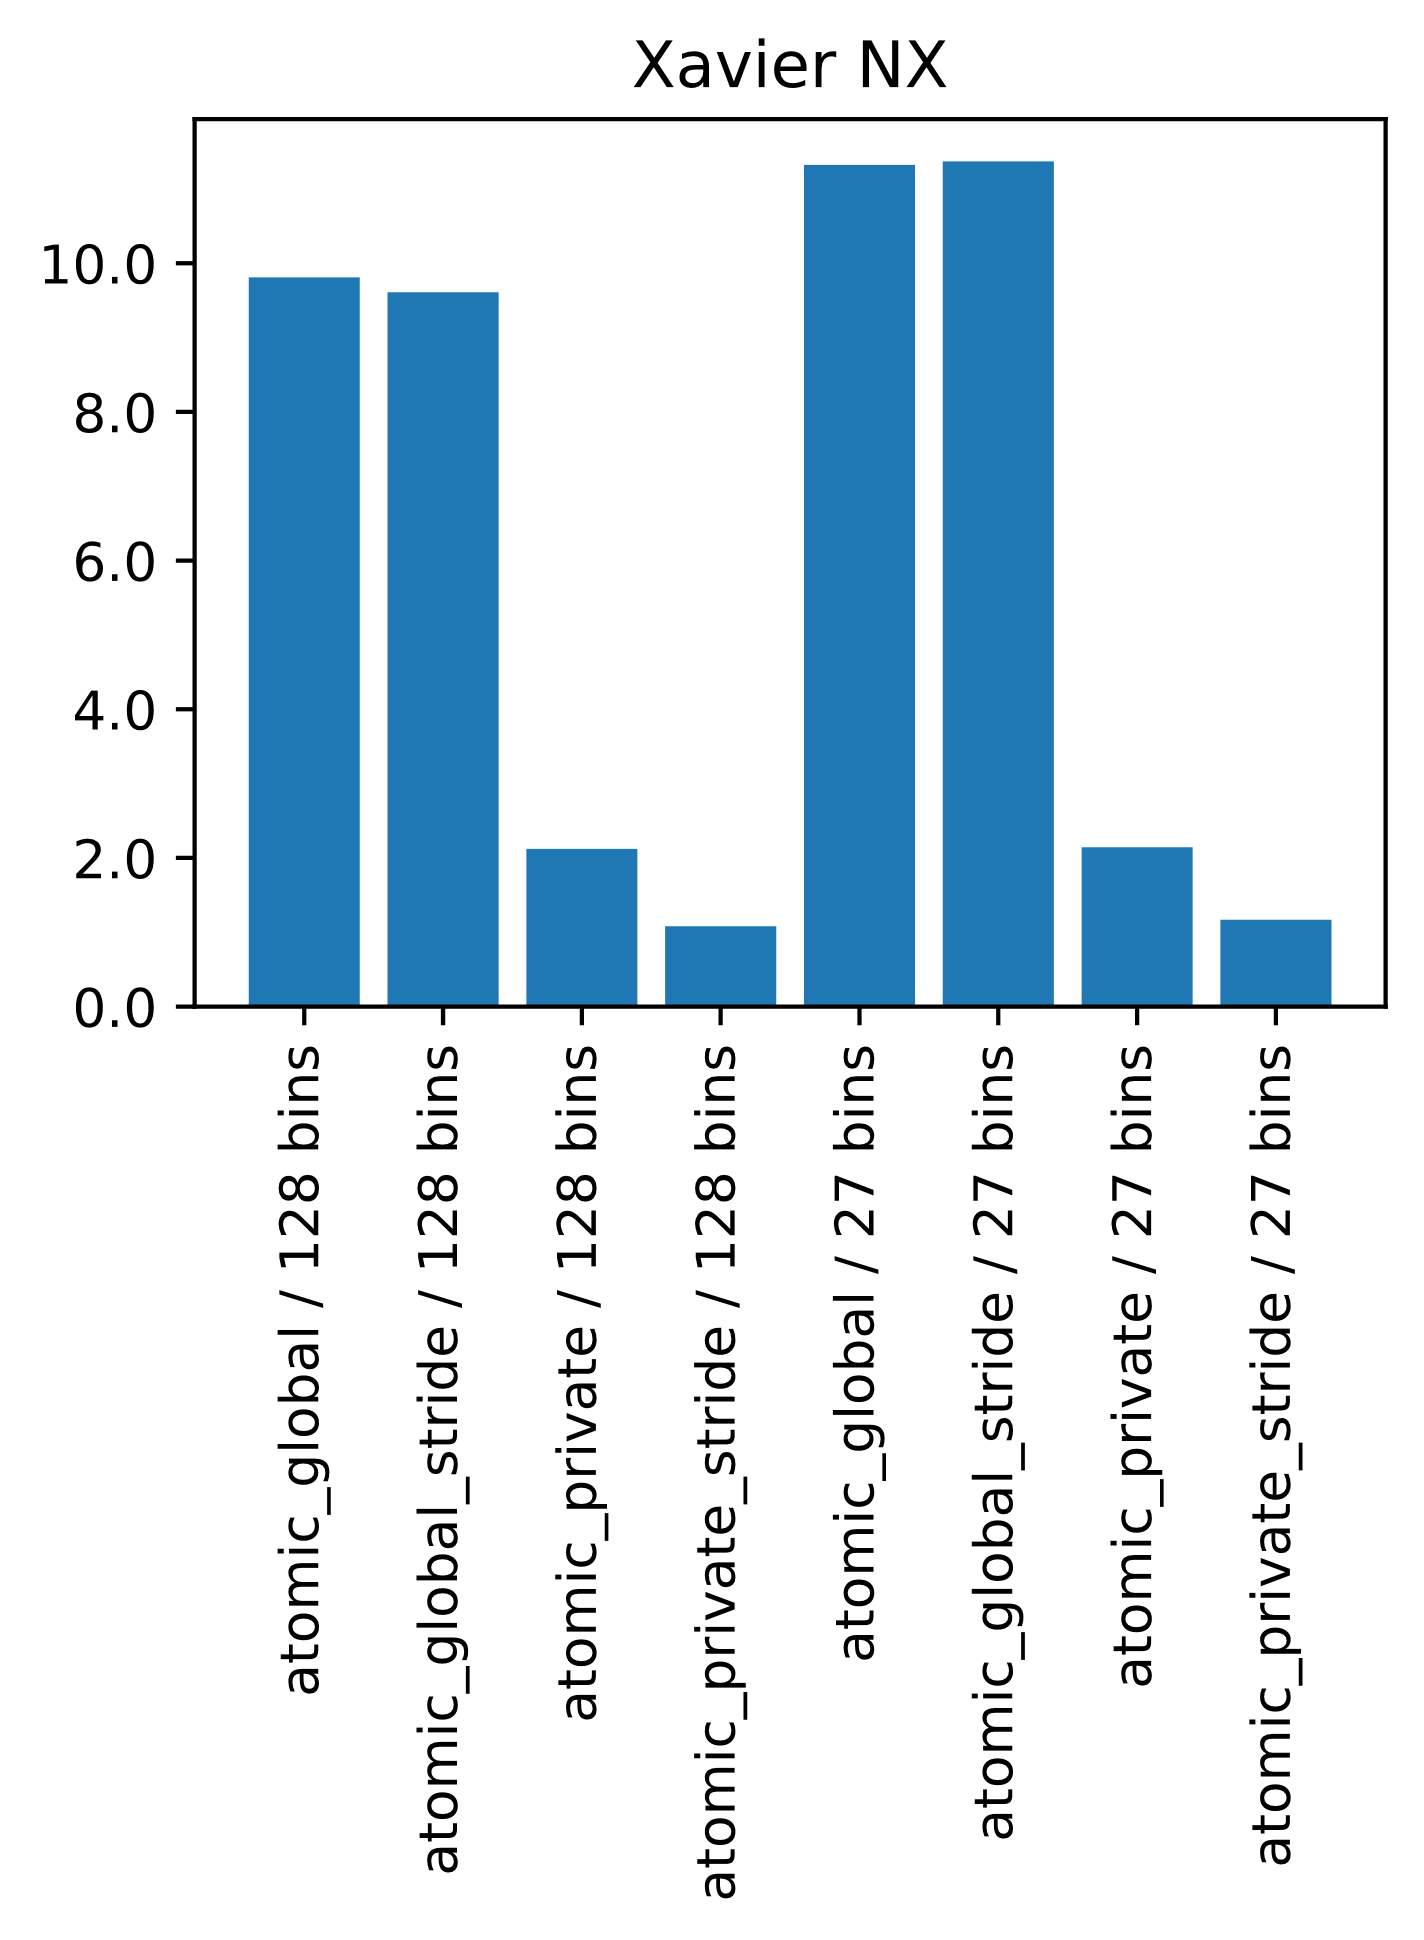 Xavier NX
10.0
8.0
6.0
4.0
2.0
0.0
atomic_global / 128 bins
atomic_global_stride / 128 bins
atomic_private / 128 bins
atomic_private_stride / 128 bins
atomic_global / 27 bins
atomic_global_stride / 27 bins
atomic_private / 27 bins
atomic_private_stride / 27 bins